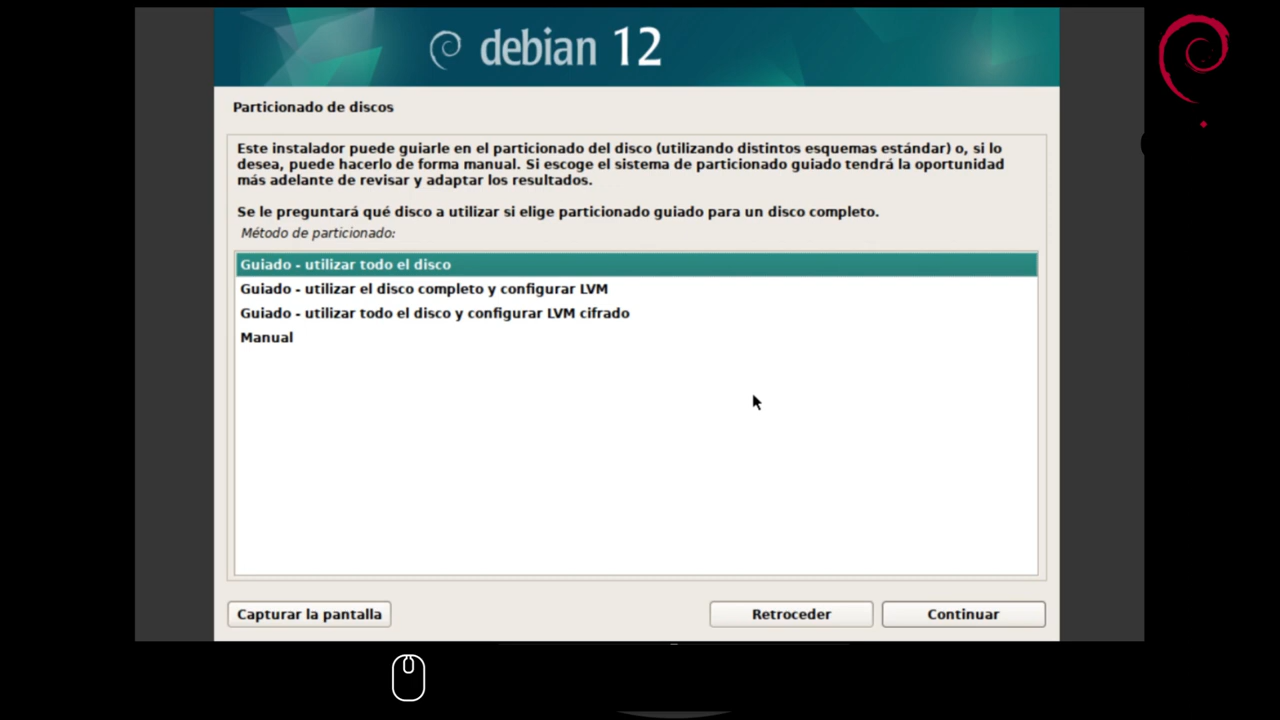 debian 12
Particionado de discos
Este instalador puede guiarle en el particionado del disco (utilizando distintos esquemas estándar) o, si lo
desea, puede hacerlo de forma manual. Si escoge el sistema de particionado guiado tendrá la oportunidad
más adelante de revisar y adaptar los resultados.
Se le preguntará qué disco a utilizar si elige particionado guiado para un disco completo.
Método de particionado:
Guiado - utilizar todo el disco
Guiado - utilizar el disco completo y configurar LVM
Guiado - utilizar todo el disco y configurar LVM cifrado
Manual
Capturar la pantalla
Retroceder
Continuar